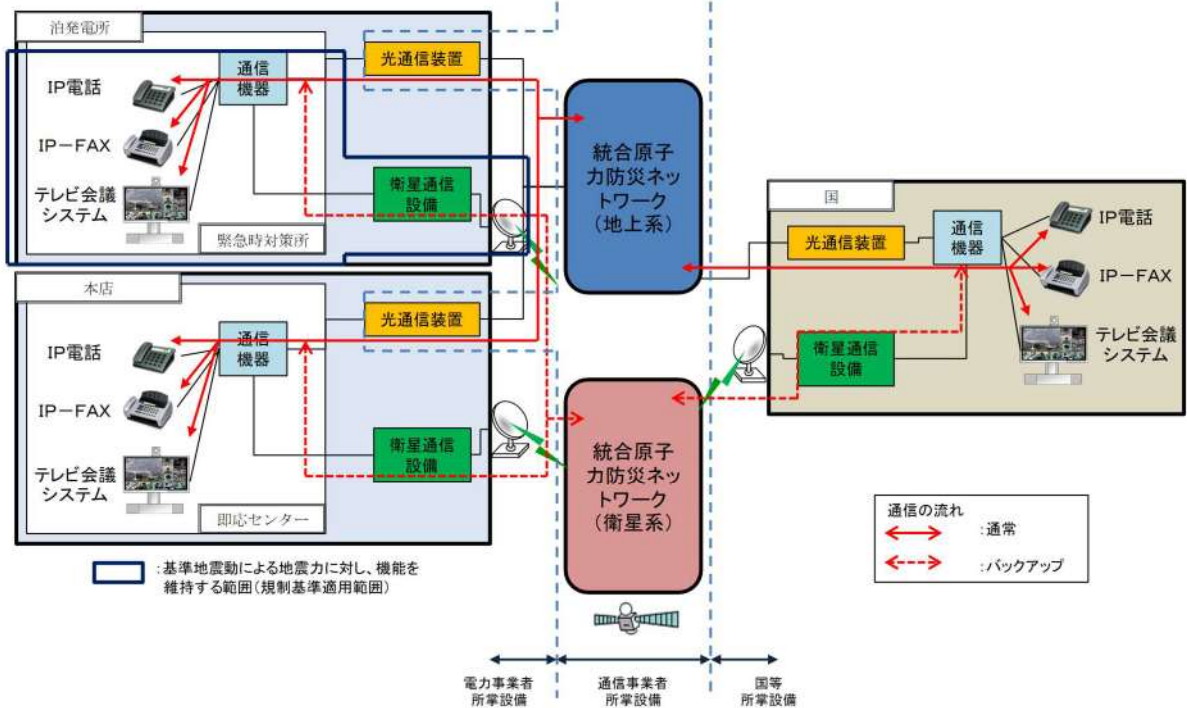 泊発電所
光通信装置
通信
機器
IP電話
IP－FAX
テレビ会議
システム
衛星通信
設備
緊急時対策所
本店
光通信装置
通信
機器
IP電話
IP－FAX
テレビ会議
システム
衛星通信
設備
即応センター
統合原子
力防災ネッ
トワーク
（地上系）
統合原子
力防災ネッ
トワーク
（衛星系）
国
光通信装置
通信
機器
IP電話
IP－FAX
テレビ会議
システム
衛星通信
設備
通信の流れ
：通常
：バックアップ
：基準地震動による地震力に対し、機能を
維持する範囲（規制基準適用範囲）
電力事業者
所掌設備
通信事業者
所掌設備
国等
所掌設備